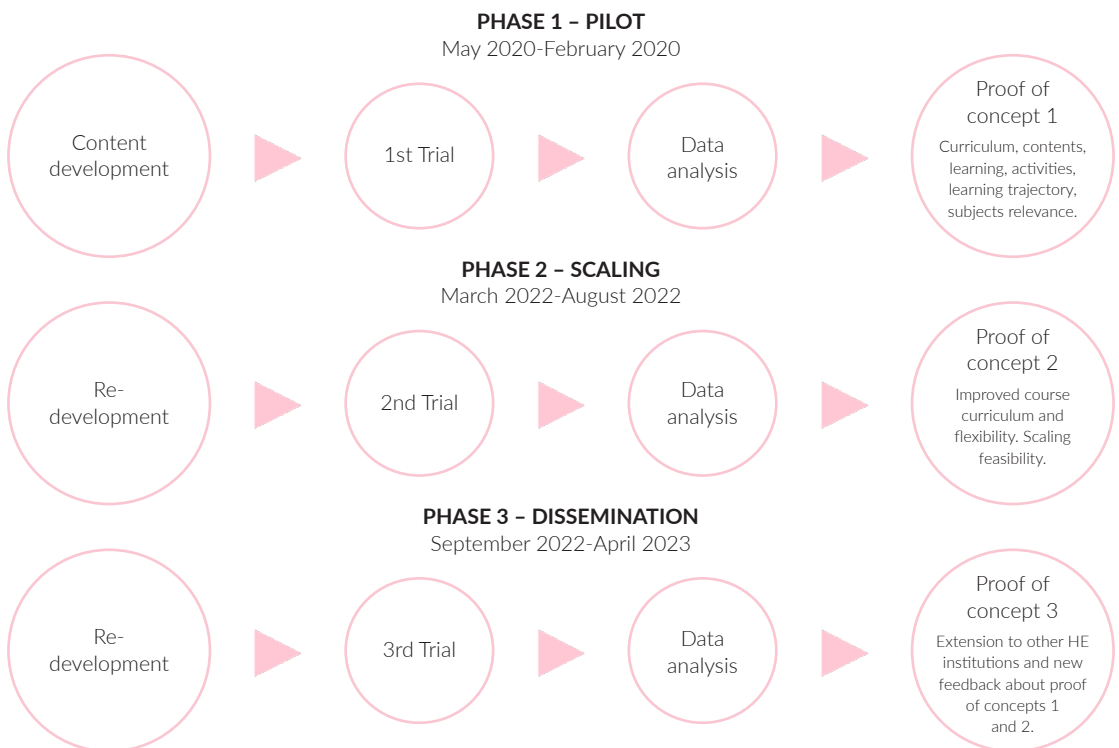 PHASE 1 – PILOT
May 2020-February 2020
Content
development
1st Trial
Data
analysis
Proof of
concept 1
Curriculum, contents,
learning, activities,
learning trajectory,
subjects relevance.
PHASE 2 – SCALING
March 2022-August 2022
Re-
development
2nd Trial
Data
analysis
Proof of
concept 2
Improved course
curriculum and
flexibility. Scaling
feasibility.
PHASE 3 – DISSEMINATION
September 2022-April 2023
Re-
development
3rd Trial
Data
analysis
Proof of
concept 3
Extension to other HE
institutions and new
feedback about proof
of concepts 1
and 2.